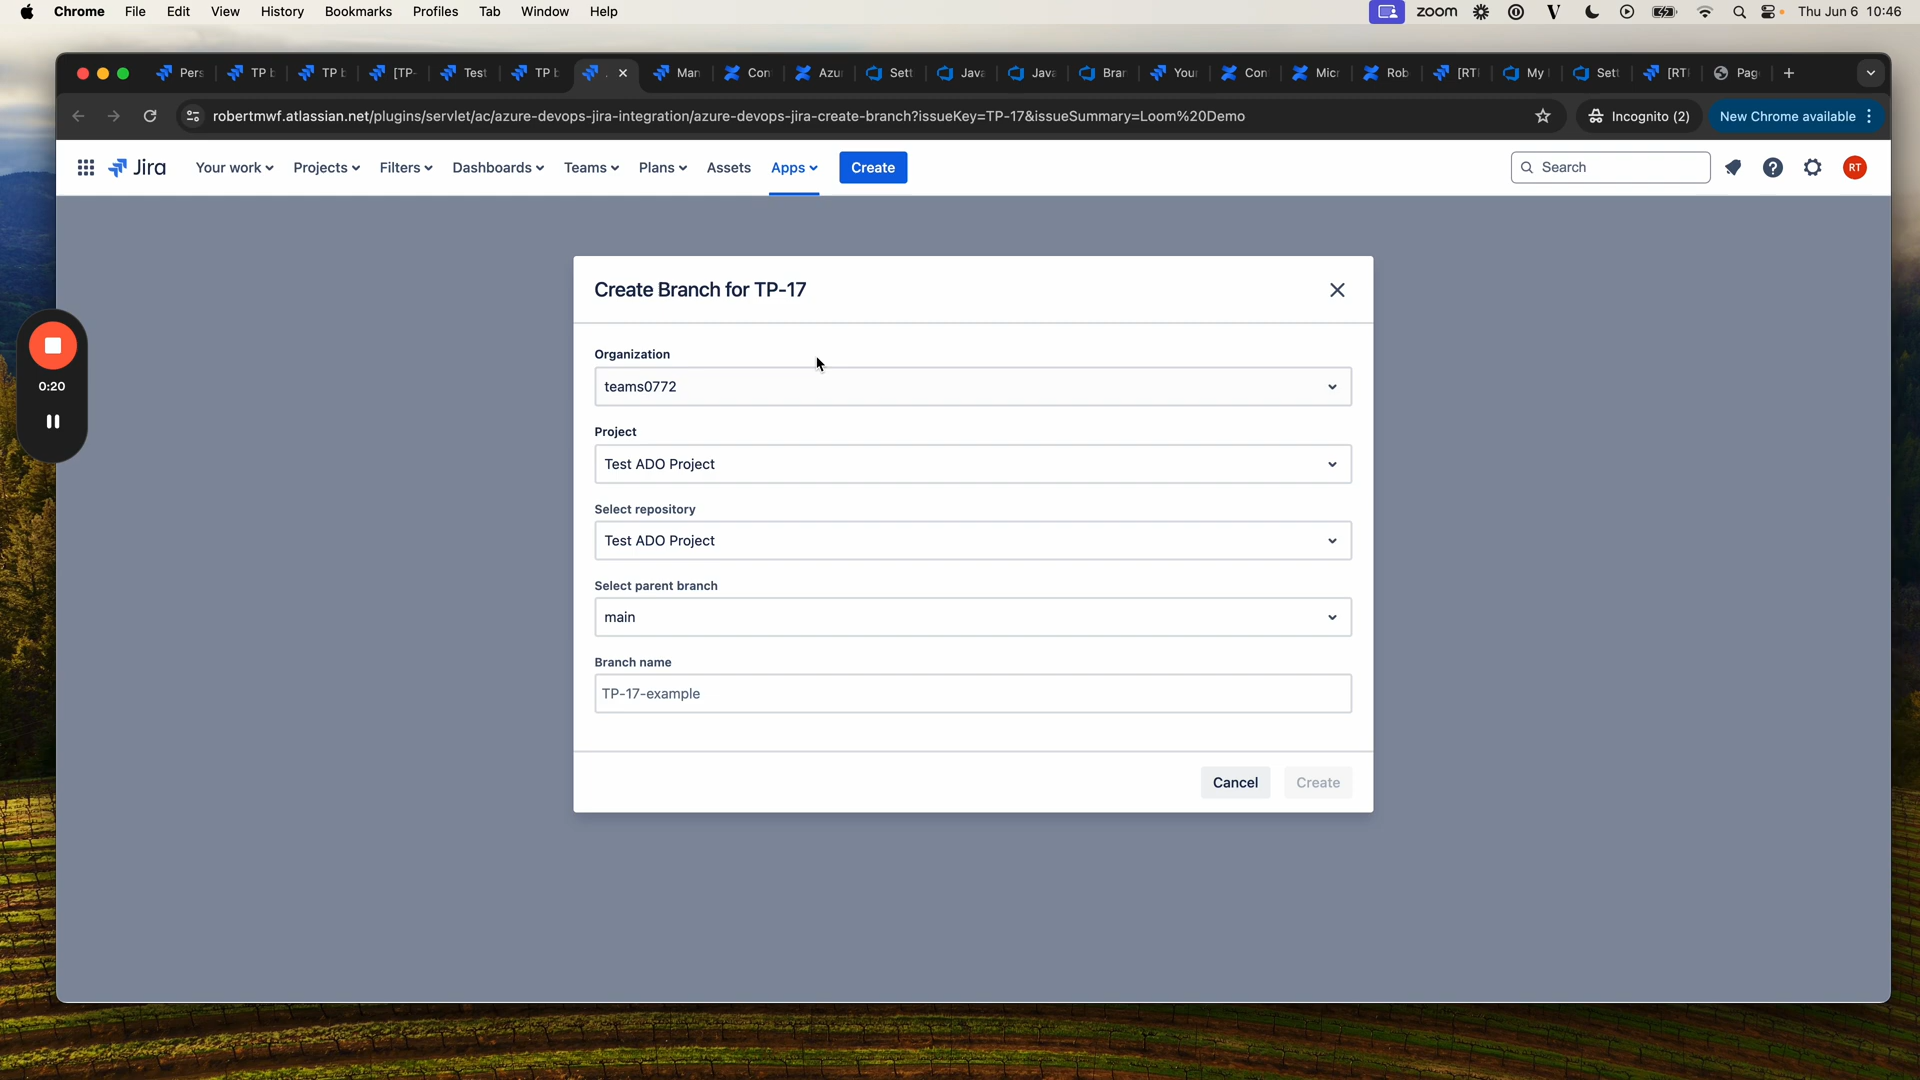 Chrome File Edit View History Bookmarks Profiles Tab Window Help zoom Thu Jun 6 10:46
Pers TP b TP b [TP- Test TP b Man Con Azu Sett Java Java Bran Your Con Micr Rob [RT My Sett [RT Pag
robertmwf.atlassian.net/plugins/servlet/ac/azure-devops-jira-integration/azure-devops-jira-create-branch?issueKey=TP-17&issueSummary=Loom%20Demo Incognito (2) New Chrome available
Jira Your work Projects Filters Dashboards Teams Plans Assets Apps Create Search RT
Create Branch for TP-17
Organization
teams0772
0:20
Project
Test ADO Project
Select repository
Test ADO Project
Select parent branch
main
Branch name
TP-17-example
Cancel Create